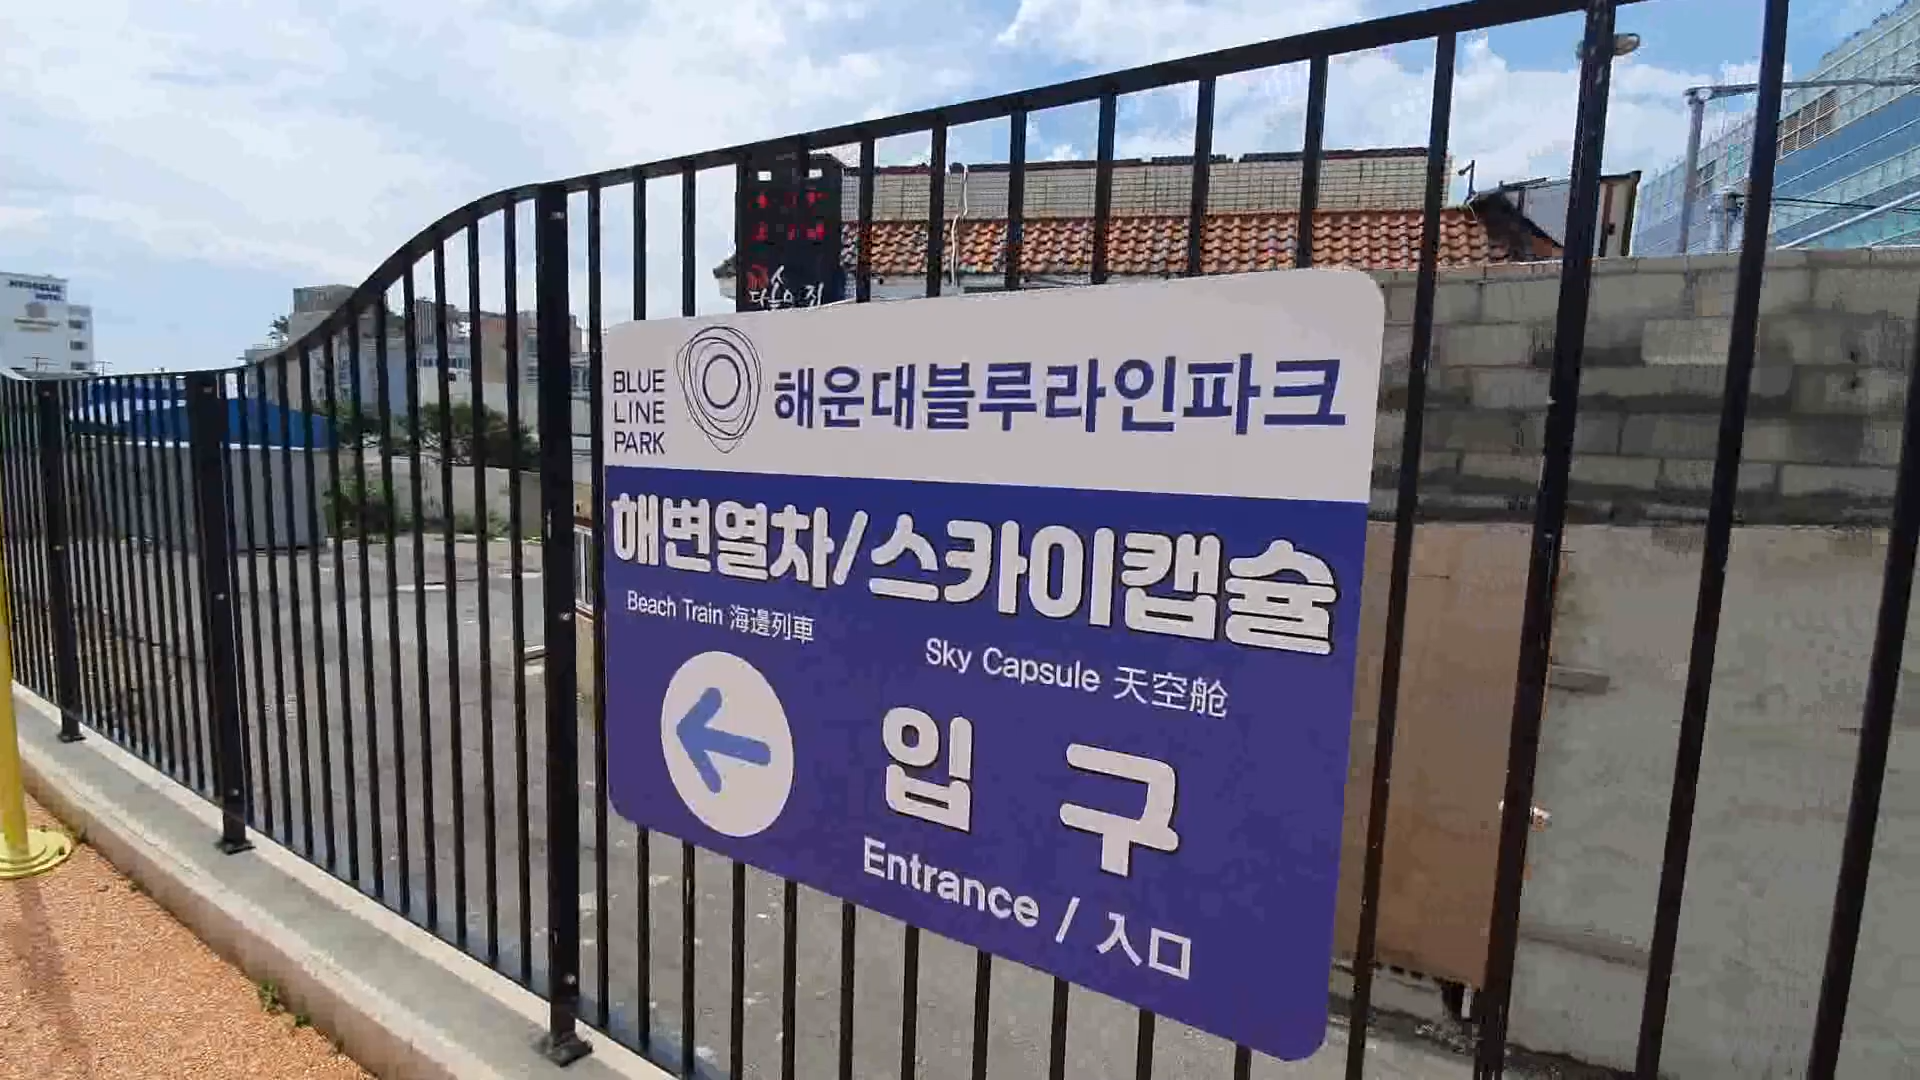 BLUE
LINE
PARK
해운대블루라인파크
해변열차/스카이캡슐
Beach Train 海邊列車
Sky Capsule 天空舱
입 구
Entrance / 入口